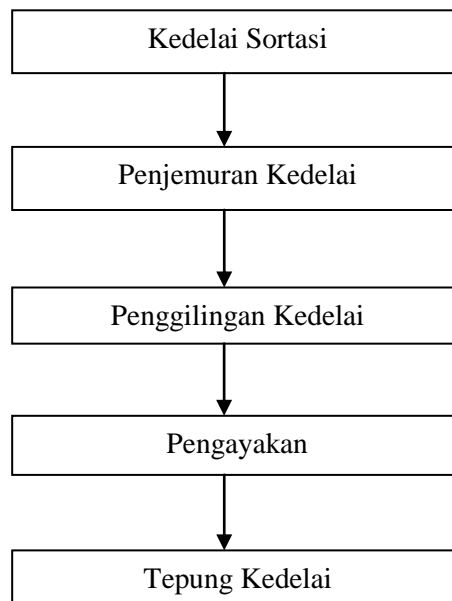 Kedelai Sortasi
Penjemuran Kedelai
Penggilingan Kedelai
Pengayakan
Tepung Kedelai